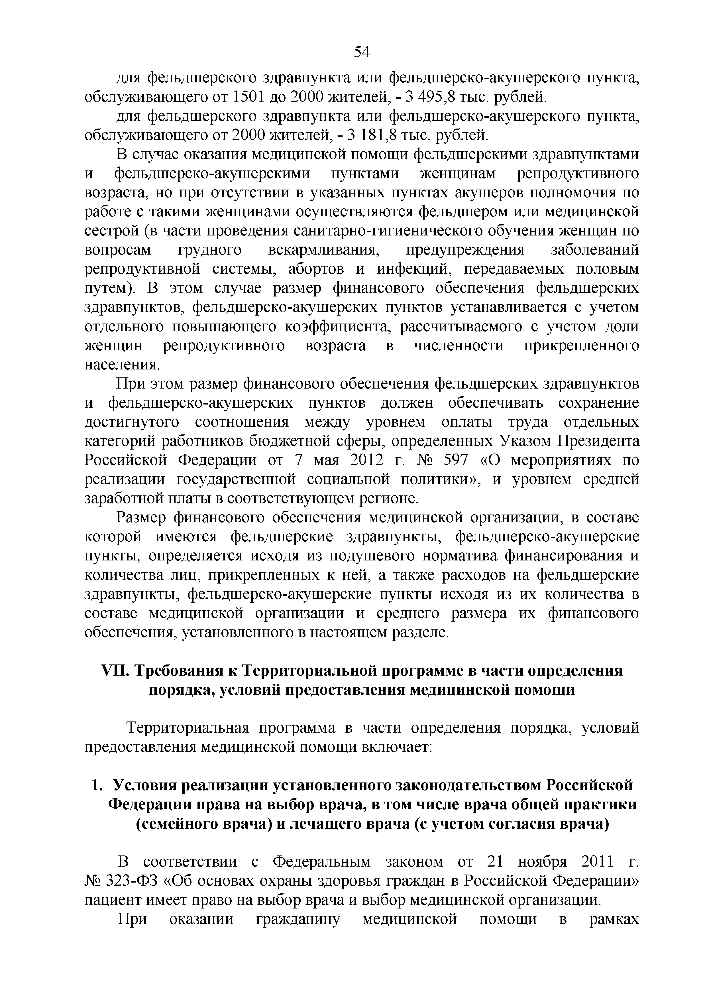 54
для фельдшерского здравпункта или фельдшерско-акушерского пункта,
обслуживающего от 1501 до 2000 жителей, - 3 495,8 тыс. рублей.
для фельдшерского здравпункта или фельдшерско-акушерского пункта,
обслуживающего от 2000 жителей, - 3 181,8 тыс. рублей.
В случае оказания медицинской помощи фельдшерскими здравпунктами
и фельдшерско-акушерскими пунктами женщинам репродуктивного
возраста, но при отсутствии в указанных пунктах акушеров полномочия по
работе с такими женщинами осуществляются фельдшером или медицинской
сестрой (в части проведения санитарно-гигиенического обучения женщин по
вопросам грудного вскармливания, предупреждения заболеваний
репродуктивной системы, абортов и инфекций, передаваемых половым
путем). В этом случае размер финансового обеспечения фельдшерских
здравпунктов, фельдшерско-акушерских пунктов устанавливается с учетом
отдельного повышающего коэффициента, рассчитываемого с учетом доли
женщин репродуктивного возраста в численности прикрепленного
населения.
При этом размер финансового обеспечения фельдшерских здравпунктов
и фельдшерско-акушерских пунктов должен обеспечивать сохранение
достигнутого соотношения между уровнем оплаты труда отдельных
категорий работников бюджетной сферы, определенных Указом Президента
Российской Федерации от 7 мая 2012 г. № 597 «О мероприятиях по
реализации государственной социальной политики», и уровнем средней
заработной платы в соответствующем регионе.
Размер финансового обеспечения медицинской организации, в составе
которой имеются фельдшерские здравпункты, фельдшерско-акушерские
пункты, определяется исходя из подушевого норматива финансирования и
количества лиц, прикрепленных к ней, а также расходов на фельдшерские
здравпункты, фельдшерско-акушерские пункты исходя из их количества в
составе медицинской организации и среднего размера их финансового
обеспечения, установленного в настоящем разделе.
VII. Требования к Территориальной программе в части определения
порядка, условий предоставления медицинской помощи
Территориальная программа в части определения порядка, условий
предоставления медицинской помощи включает:
1. Условия реализации установленного законодательством Российской
Федерации права на выбор врача, в том числе врача общей практики
(семейного врача) и лечащего врача (с учетом согласия врача)
В соответствии с Федеральным законом от 21 ноября 2011 г.
№ 323-ФЗ «Об основах охраны здоровья граждан в Российской Федерации»
пациент имеет право на выбор врача и выбор медицинской организации.
При оказании гражданину медицинской помощи в рамках